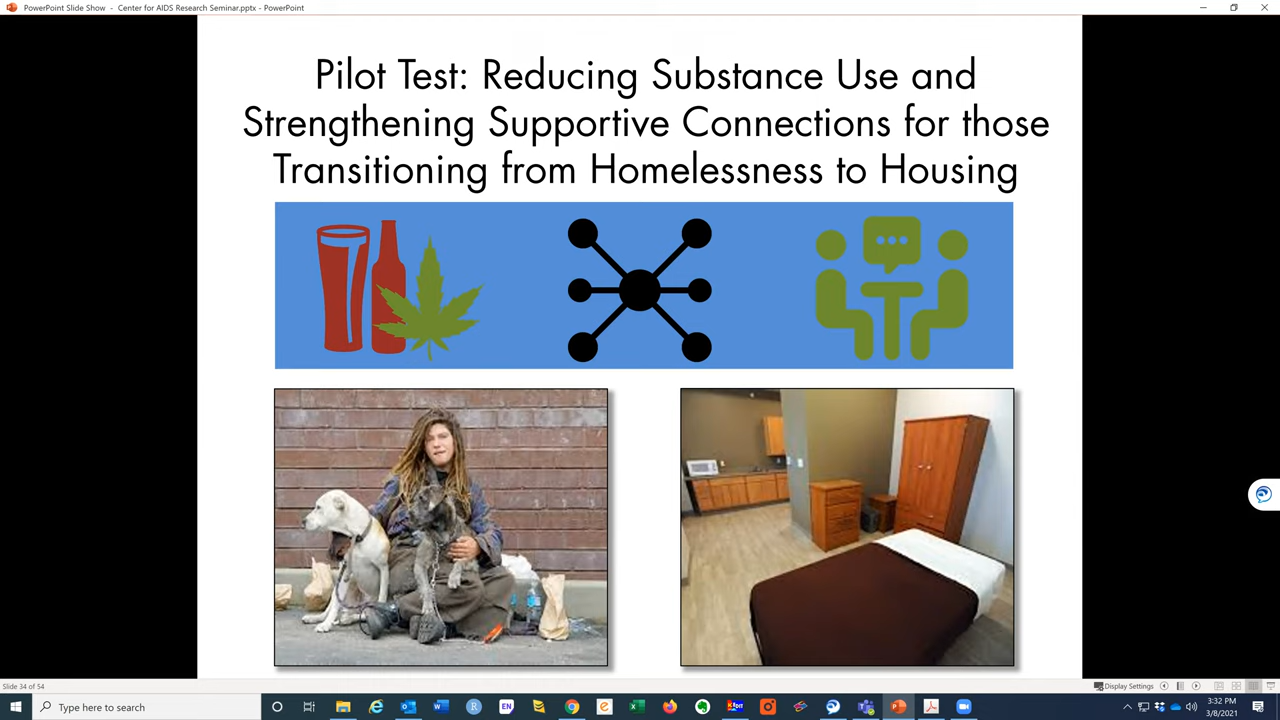 PowerPoint Slide Show - Center for AIDS Research Seminar.pptx - PowerPoint
Pilot Test: Reducing Substance Use and
Strengthening Supportive Connections for those
Transitioning from Homelessness to Housing
Slide 34 of 54
Display Settings
Type here to search
EN
3:32 PM
3/8/2021